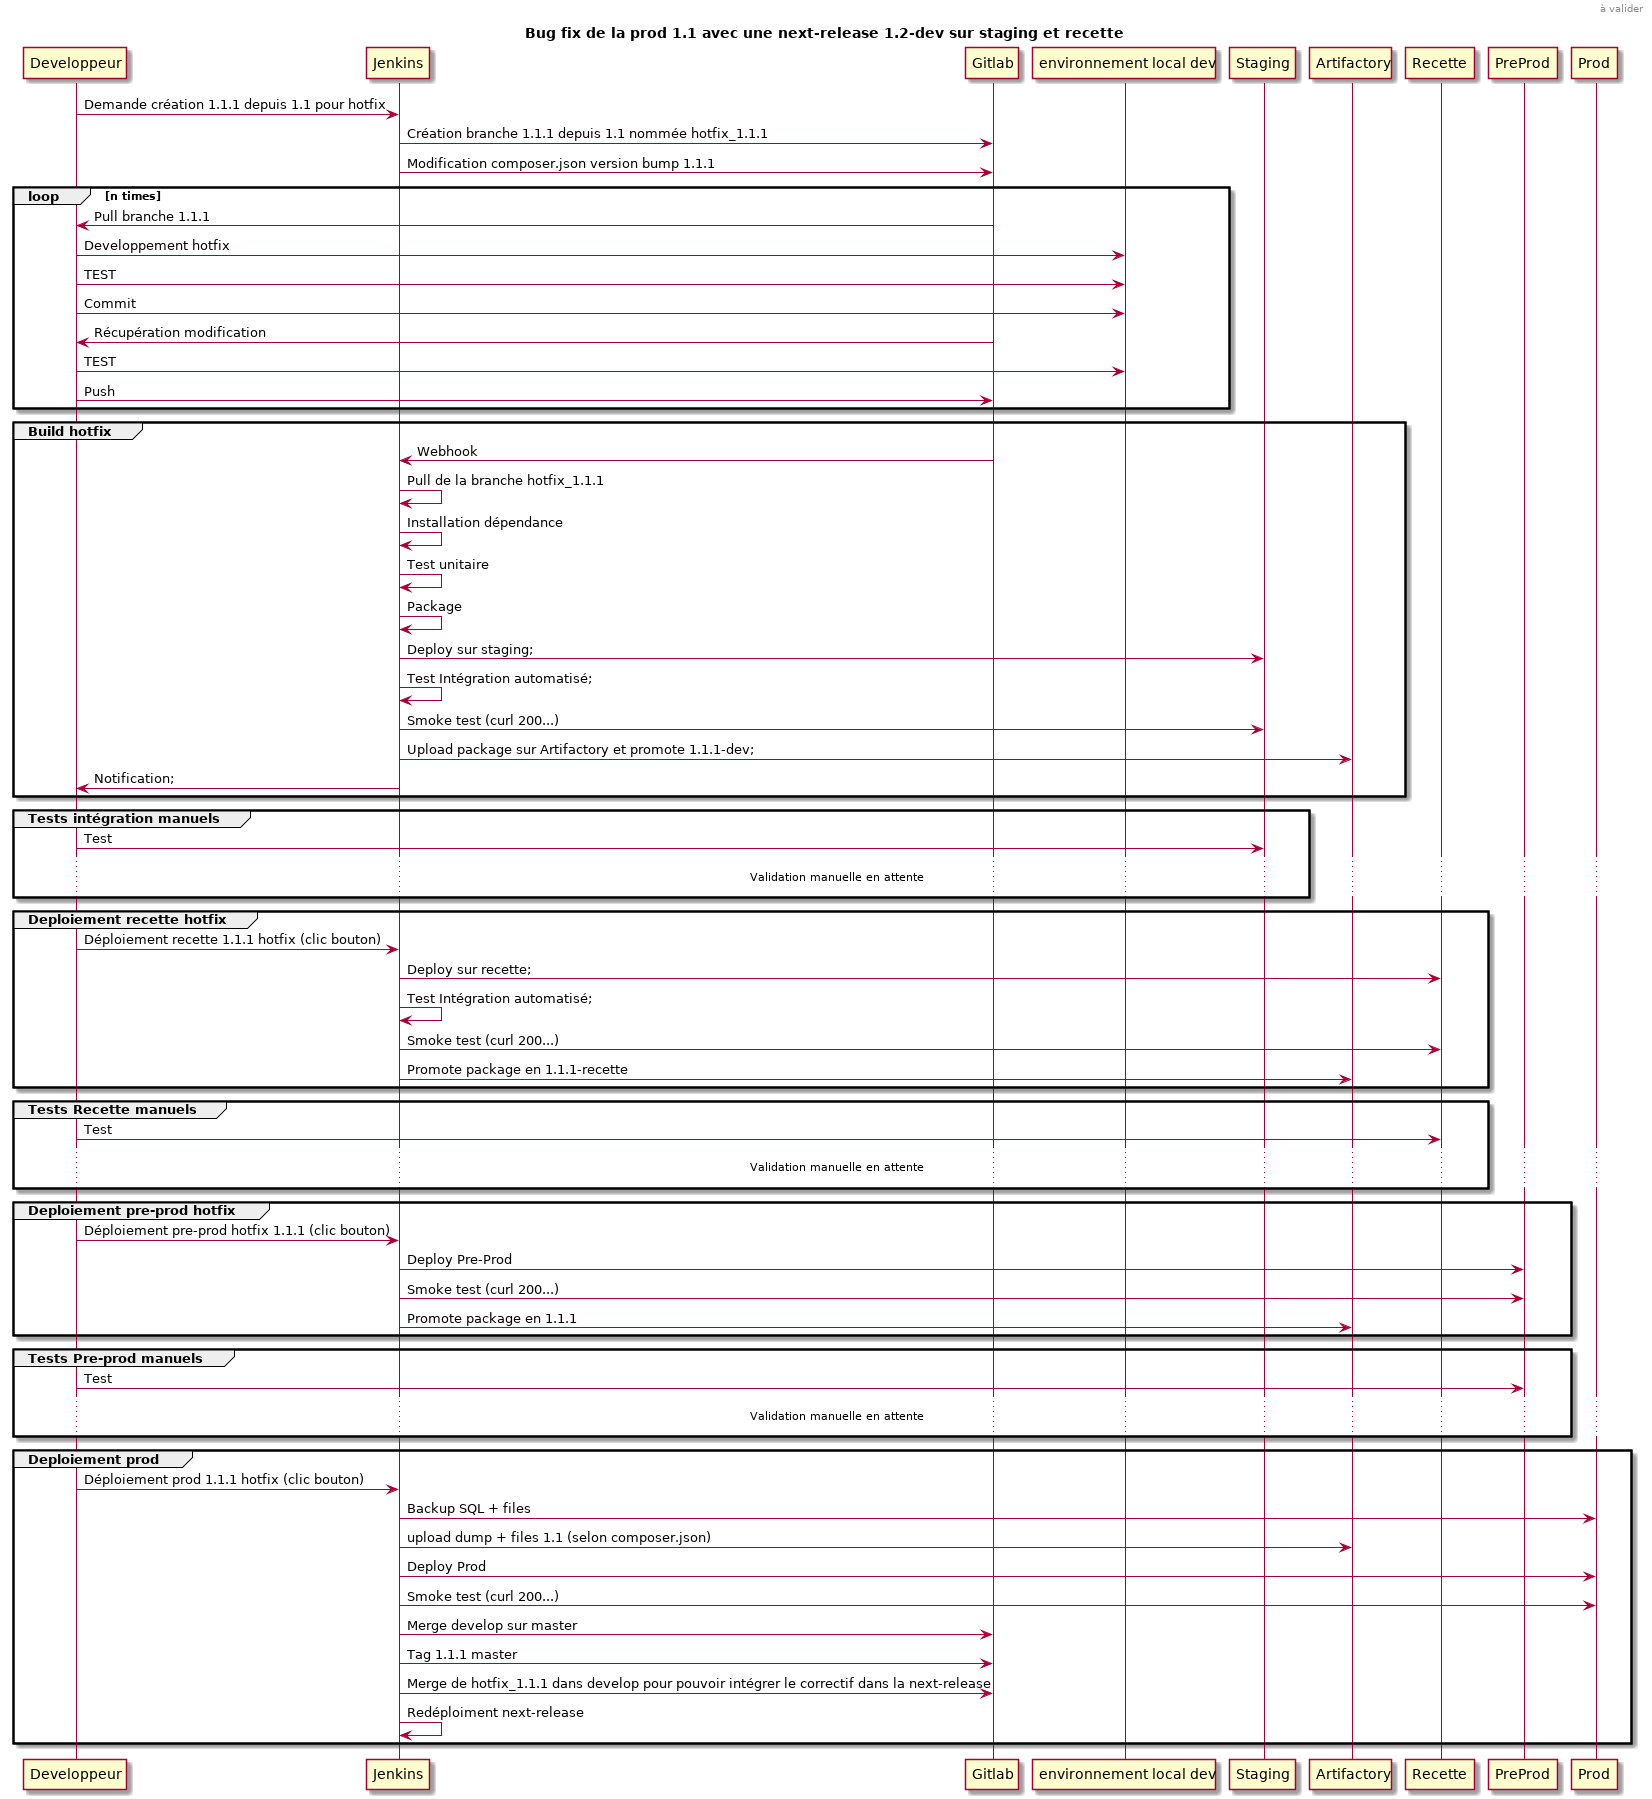 à valider
Bug fix de la prod 1.1 avec une next-release 1.2-dev sur staging et recette
Developpeur Jenkins Gitlab environnement local dev Staging Artifactory Recette PreProd Prod
Demande création 1.1.1 depuis 1.1 pour hotfix
Création branche 1.1.1 depuis 1.1 nommée hotfix_1.1.1
Modification composer.json version bump 1.1.1
loop [n times]
Pull branche 1.1.1
Developpement hotfix
TEST
Commit
Récupération modification
TEST
Push
Build hotfix
Webhook
Pull de la branche hotfix_1.1.1
Installation dépendance
Test unitaire
Package
Deploy sur staging;
Test Intégration automatisé;
Smoke test (curl 200...)
Upload package sur Artifactory et promote 1.1.1-dev;
Notification;
Tests intégration manuels
Test
Validation manuelle en attente
Deploiement recette hotfix
Déploiement recette 1.1.1 hotfix (clic bouton)
Deploy sur recette;
Test Intégration automatisé;
Smoke test (curl 200...)
Promote package en 1.1.1-recette
Tests Recette manuels
Test
Validation manuelle en attente
Deploiement pre-prod hotfix
Déploiement pre-prod hotfix 1.1.1 (clic bouton)
Deploy Pre-Prod
Smoke test (curl 200...)
Promote package en 1.1.1
Tests Pre-prod manuels
Test
Validation manuelle en attente
Deploiement prod
Déploiement prod 1.1.1 hotfix (clic bouton)
Backup SQL + files
upload dump + files 1.1 (selon composer.json)
Deploy Prod
Smoke test (curl 200...)
Merge develop sur master
Tag 1.1.1 master
Merge de hotfix_1.1.1 dans develop pour pouvoir intégrer le correctif dans la next-release
Redéploiment next-release
Developpeur Jenkins Gitlab environnement local dev Staging Artifactory Recette PreProd Prod